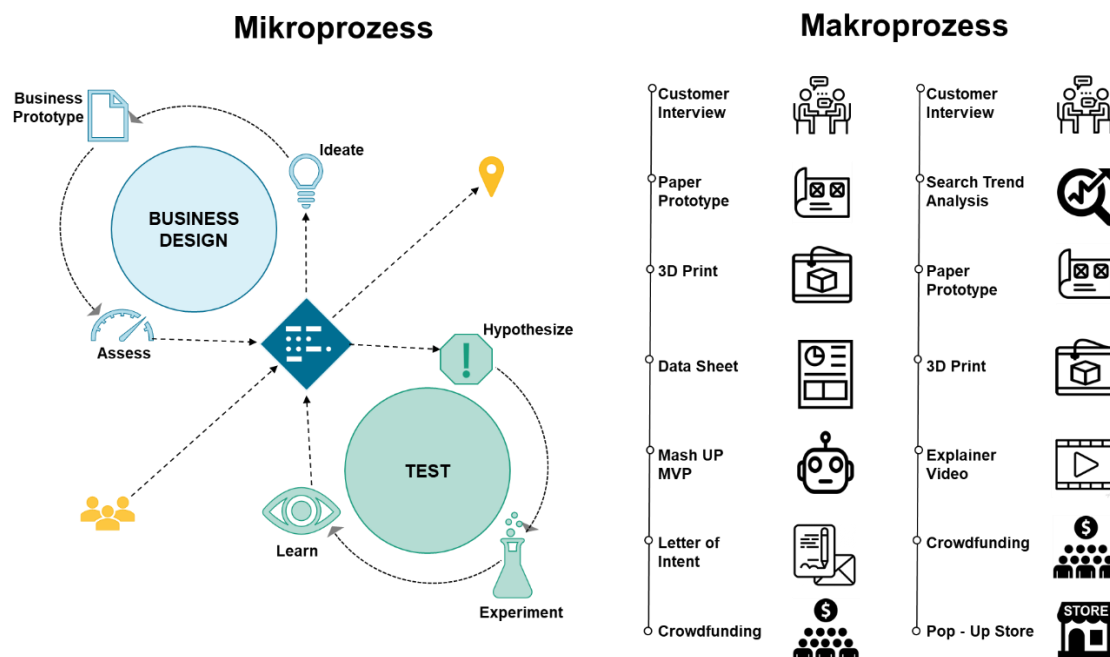 Mikroprozess
Business
Prototype
Ideate
BUSINESS
DESIGN
Assess
Hypothesize
TEST
Learn
Experiment
Makroprozess
Customer
Interview
Paper
Prototype
3D Print
Data Sheet
Mash UP
MVP
Letter of
Intent
$
Crowdfunding
Customer
Interview
Search Trend
Analysis
Paper
Prototype
3D Print
Explainer
Video
$
Crowdfunding
STORE
Pop - Up Store